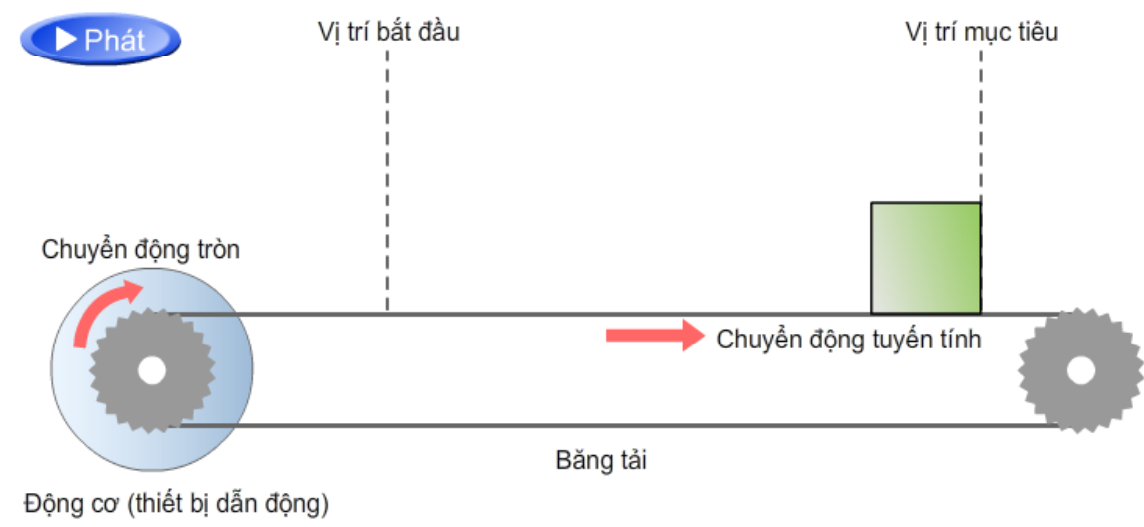 Phát
Vị trí bắt đầu
Vị trí mục tiêu
Chuyển động tròn
Chuyển động tuyến tính
Băng tải
Động cơ (thiết bị dẫn động)